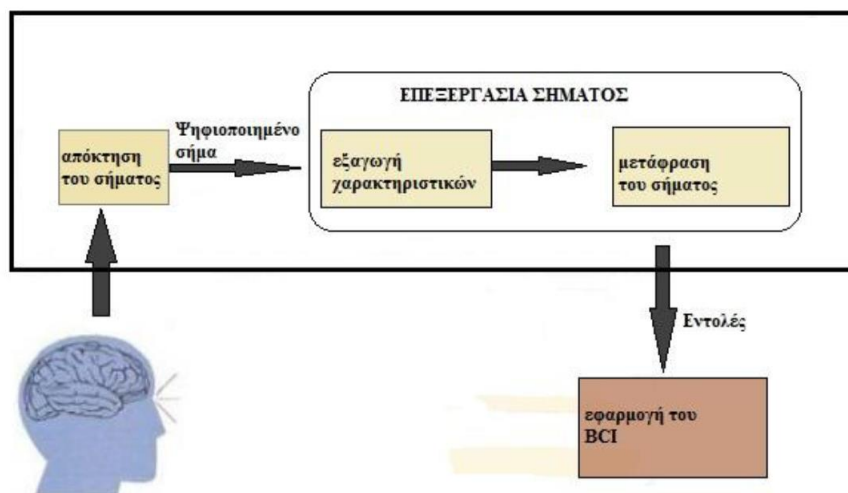 ΕΠΕΞΕΡΓΑΣΙΑ ΣΗΜΑΤΟΣ
απόκτηση
του σήματος
Ψηφιοποιημένο
σήμα
εξαγωγή
χαρακτηριστικών
μετάφραση
του σήματος
Εντολές
εφαρμογή του
BCI